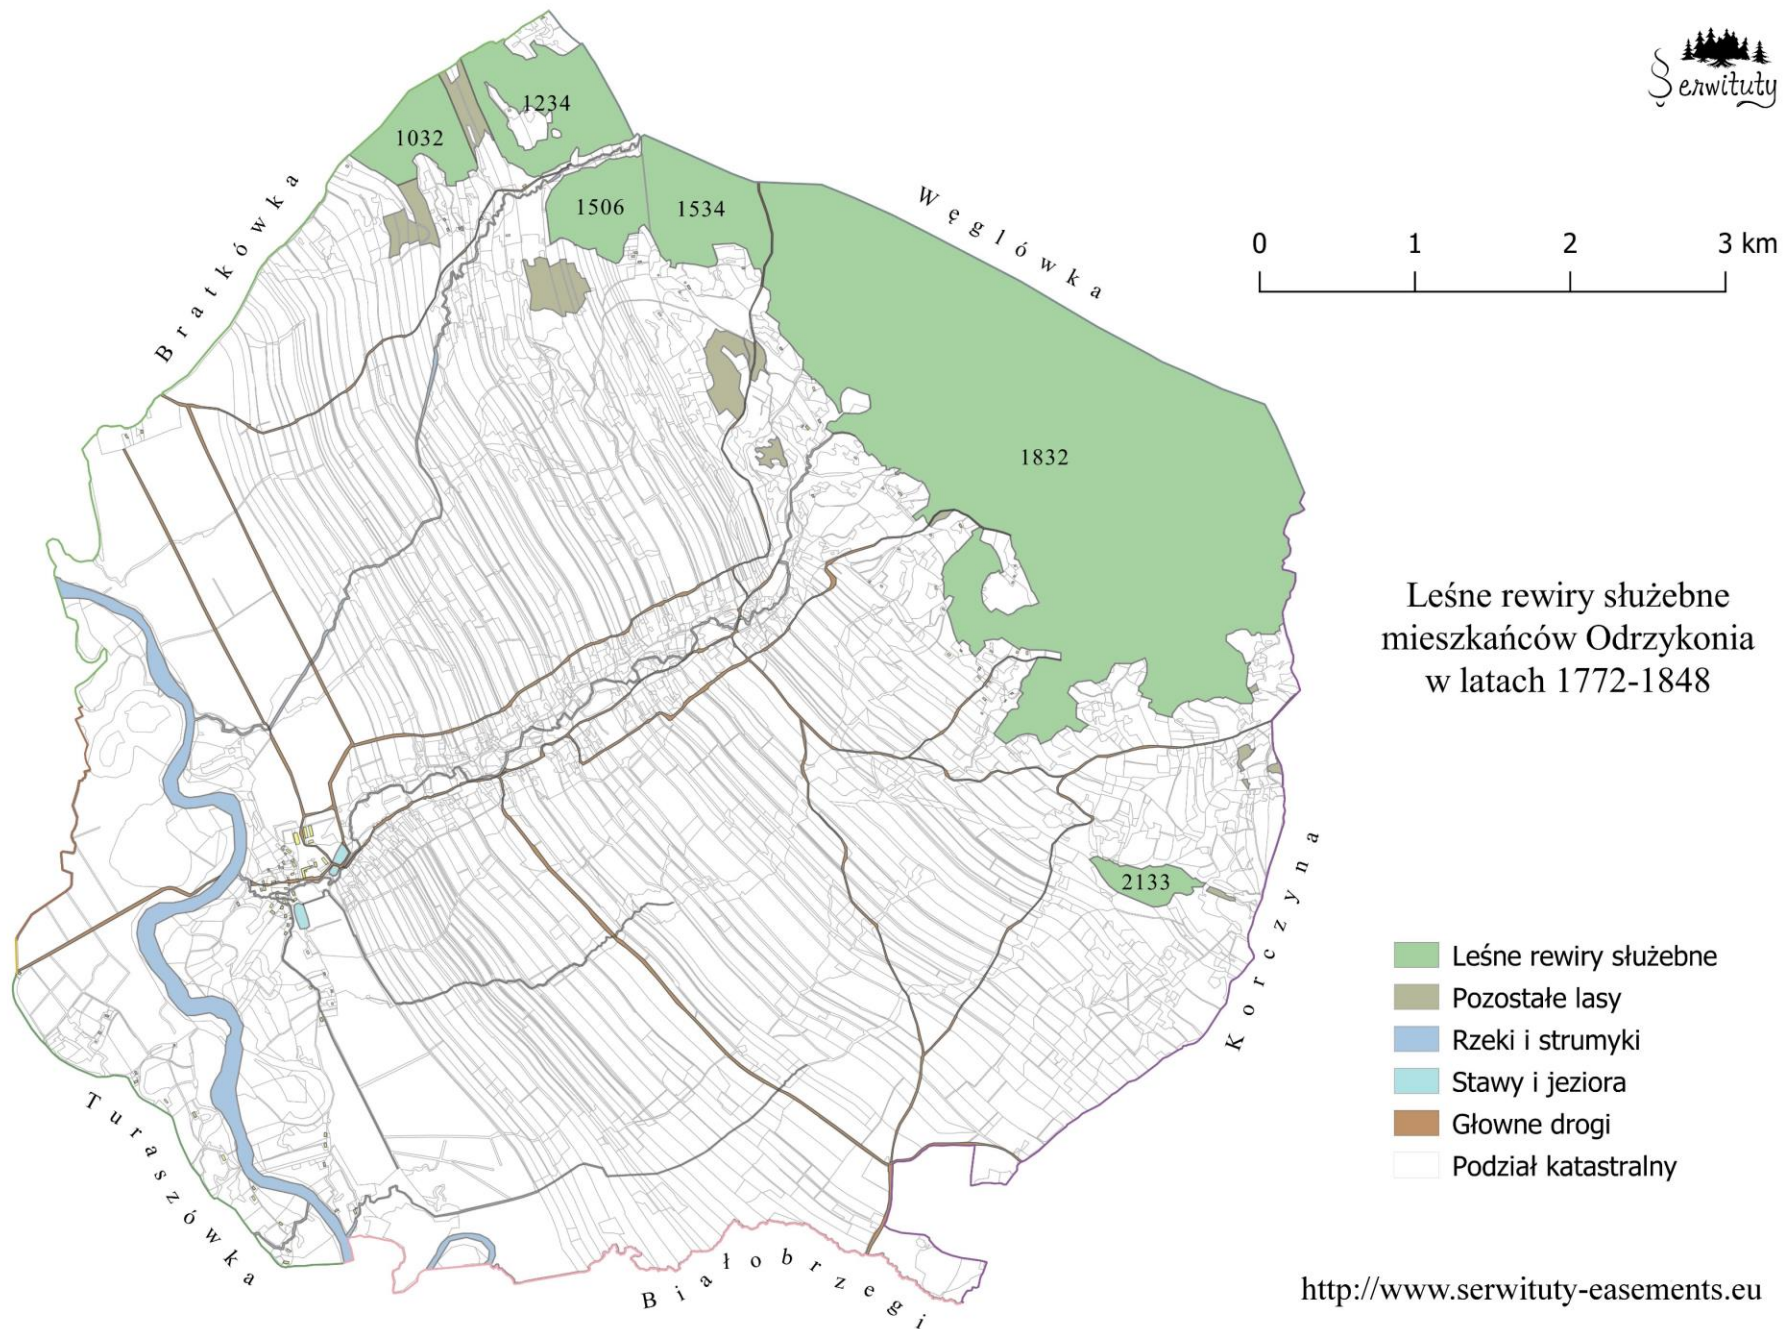 Serwituty
1234
1032
1506
1534
Bratkówka
Węglówka
0 1 2 3 km
1832
Leśne rewiry służebne
mieszkańców Odrzykonia
w latach 1772-1848
2133
Korczyna
Leśne rewiry służebne
Pozostałe lasy
Rzeki i strumyki
Stawy i jeziora
Głowne drogi
Podział katastralny
Turaszówka
Białobrzegi
http://www.serwituty-easements.eu